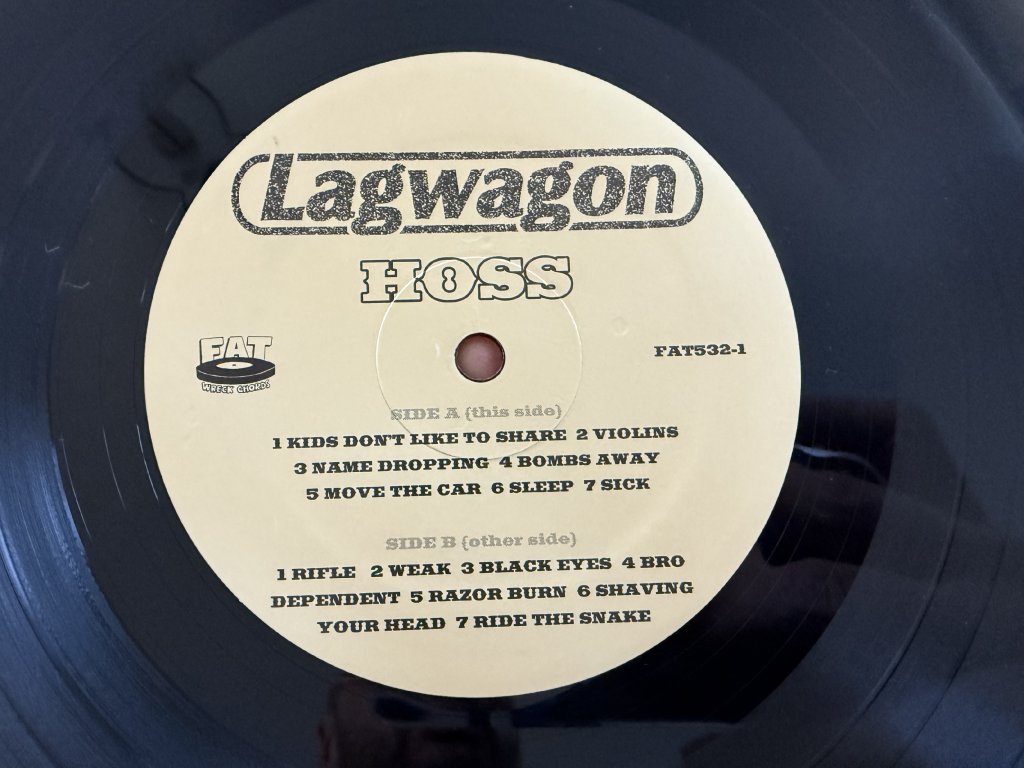 Lagwagon
HOSS
FAT
WRECK CHORDS
FAT532-1
SIDE A (this side)
1 KIDS DON'T LIKE TO SHARE 2 VIOLINS
3 NAME DROPPING 4 BOMBS AWAY
5 MOVE THE CAR 6 SLEEP 7 SICK
SIDE B (other side)
1 RIFLE 2 WEAK 3 BLACK EYES 4 BRO
DEPENDENT 5 RAZOR BURN 6 SHAVING
YOUR HEAD 7 RIDE THE SNAKE